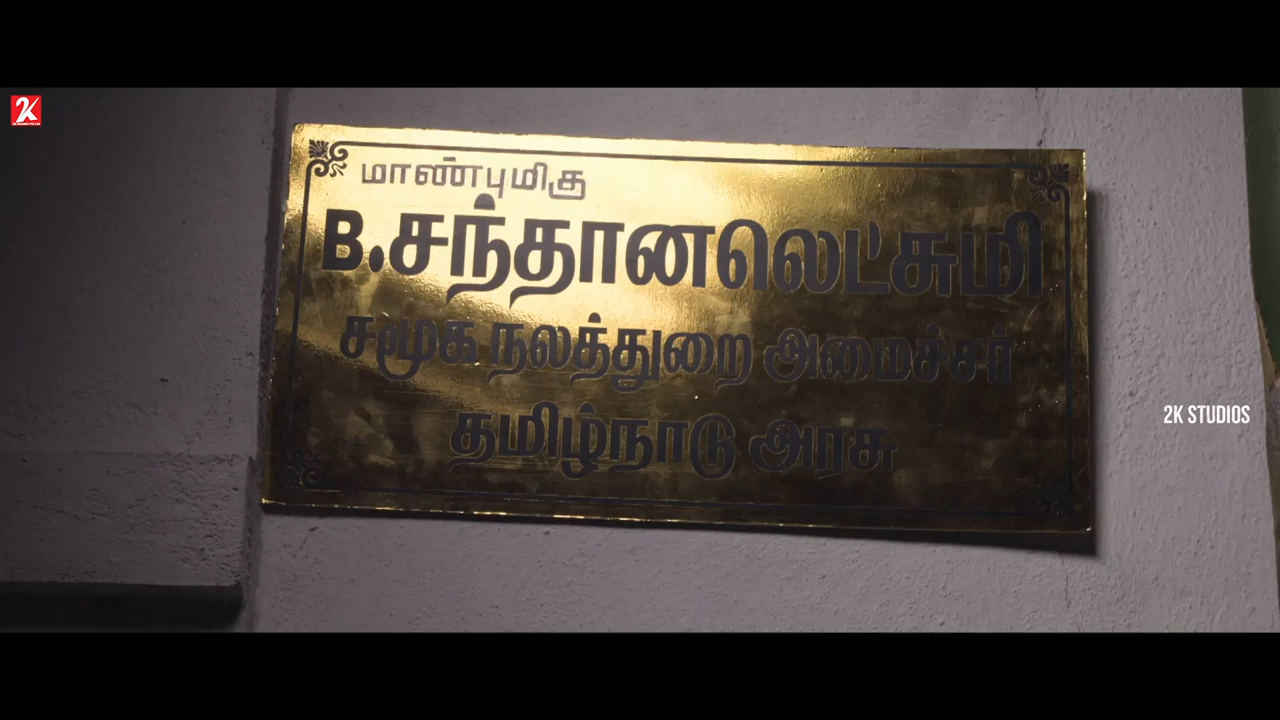 2K
மாண்புமிகு
B.சந்தானலெட்சுமி
சமூக நலத்துறை அமைச்சர்
தமிழ்நாடு அரசு
2K STUDIOS